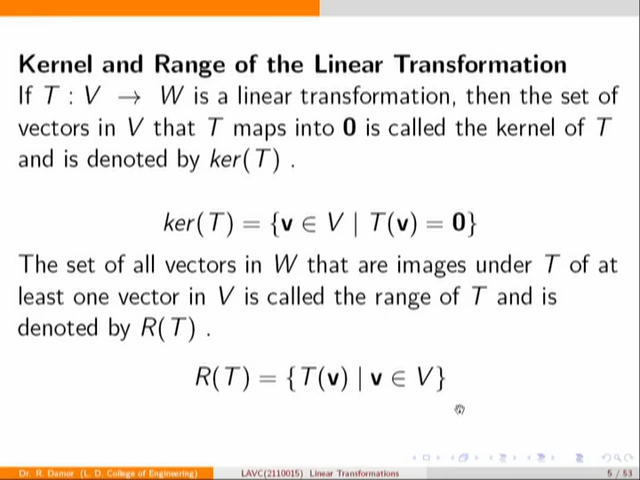 Kernel and Range of the Linear Transformation
If T : V → W is a linear transformation, then the set of
vectors in V that T maps into 0 is called the kernel of T
and is denoted by ker(T) .
ker(T) = {v ∈ V | T(v) = 0}
The set of all vectors in W that are images under T of at
least one vector in V is called the range of T and is
denoted by R(T) .
R(T) = {T(v) | v ∈ V}
Dr. R. Damor (L. D. College of Engineering) LAVC(2110015) Linear Transformations 5 / 53